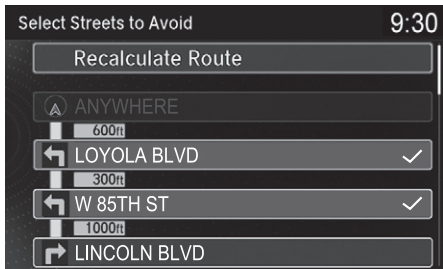 Select Streets to Avoid 9:30
Recalculate Route
ANYWHERE
600ft
LOYOLA BLVD
300ft
W 85TH ST
1000ft
LINCOLN BLVD